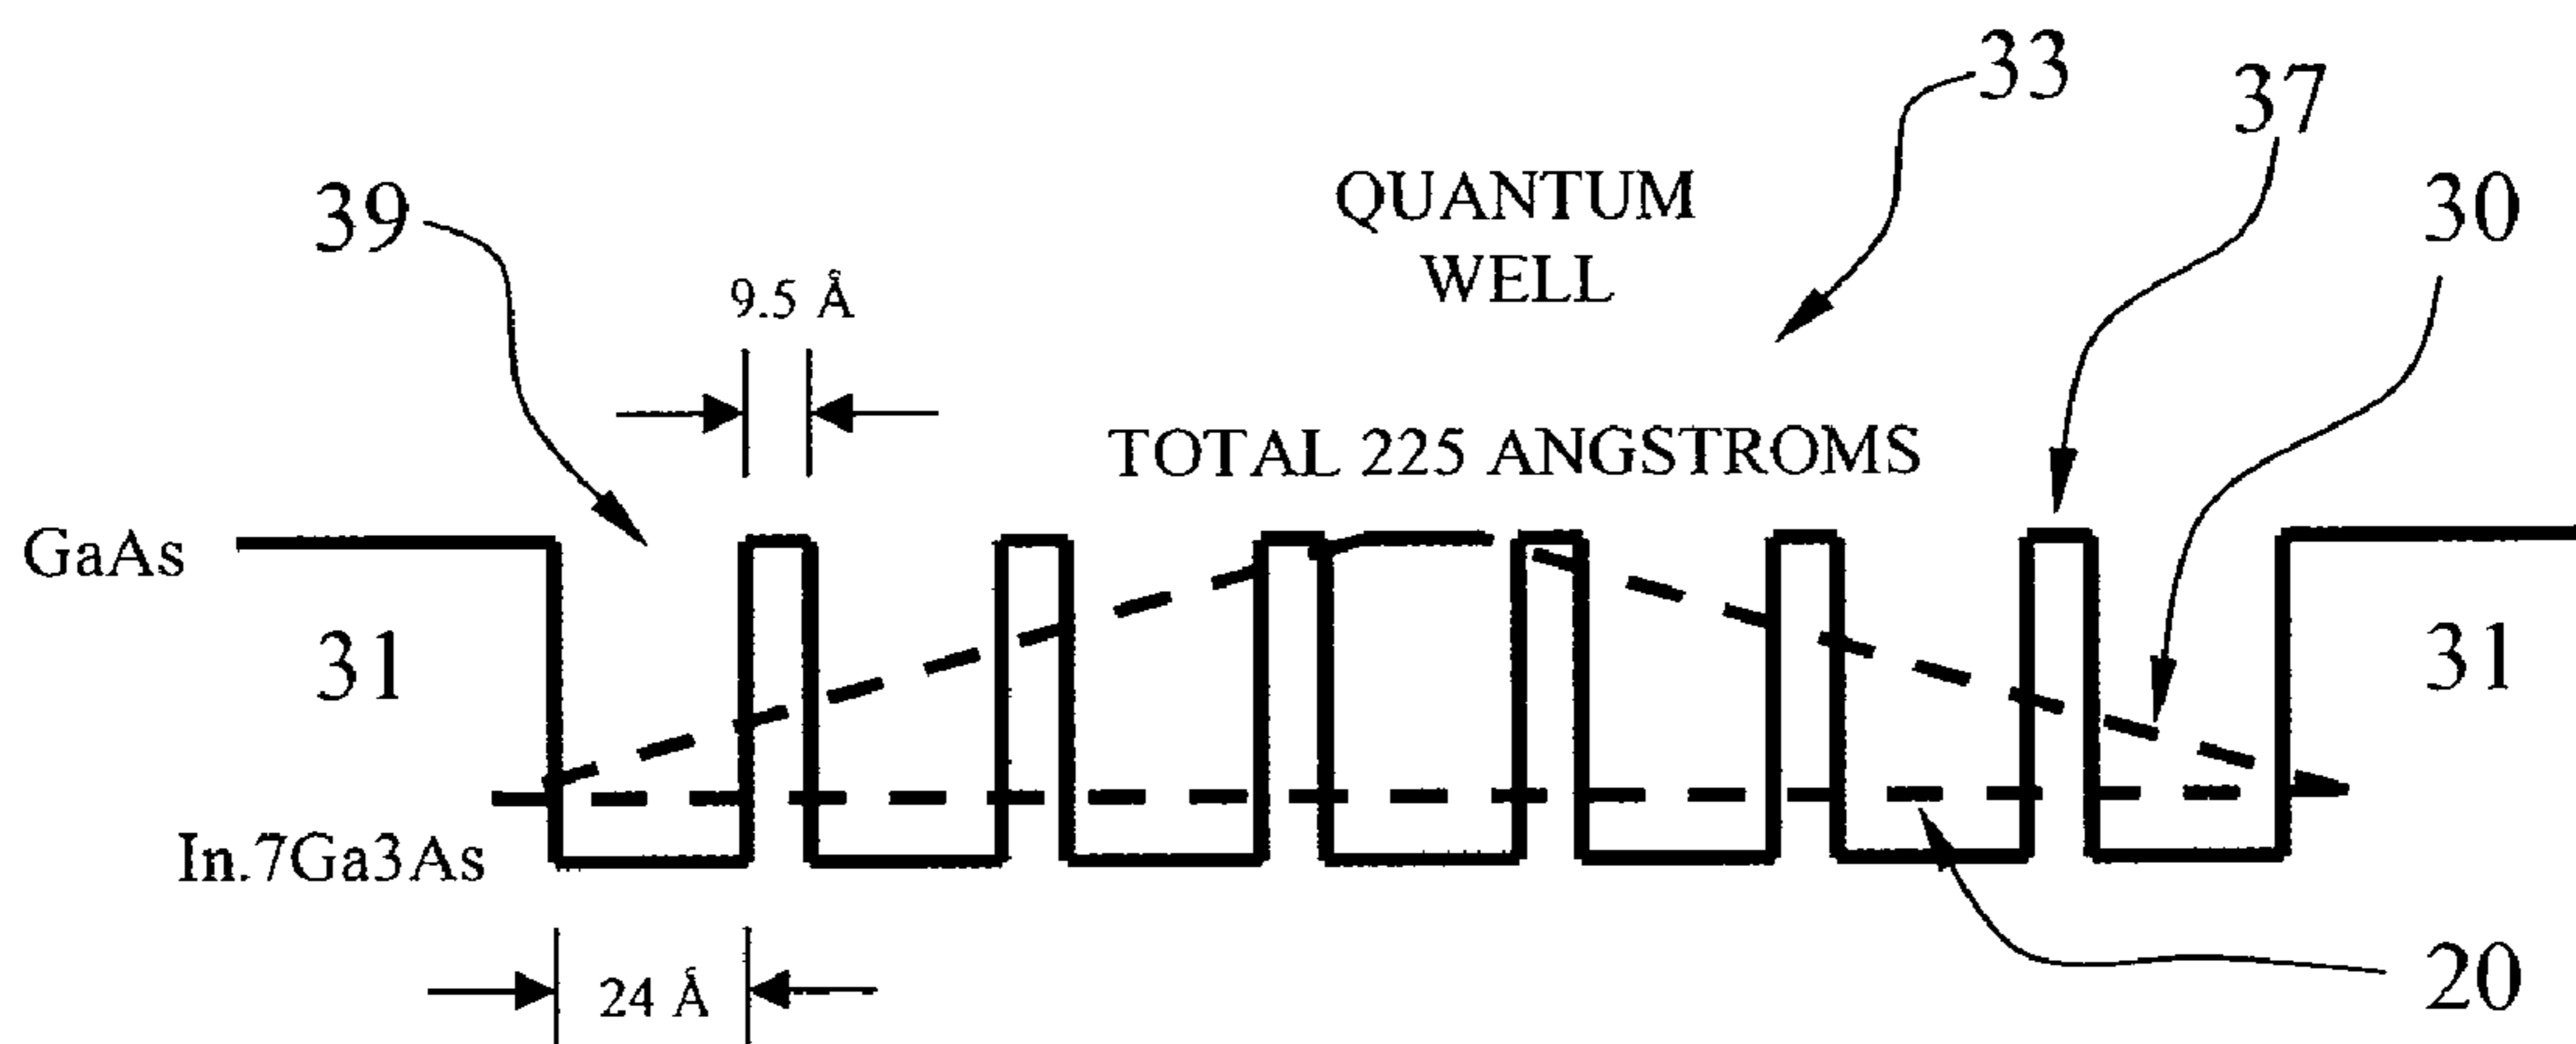 33
37
39
QUANTUM
WELL
30
9.5 Å
TOTAL 225 ANGSTROMS
GaAs
31
31
In.7Ga3As
24 Å
20